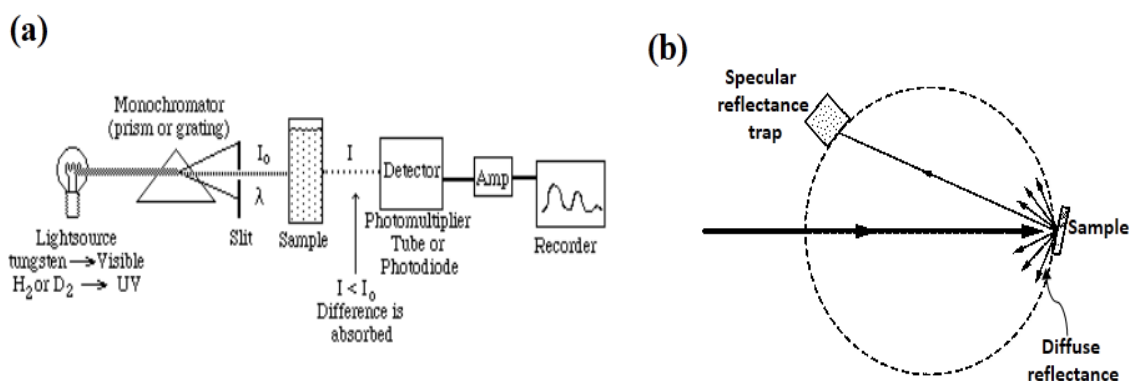 (a)
Monochromator
(prism or grating)
I₀
λ
I
Detector
Amp
Lightsource
tungsten → Visible
H₂ or D₂ → UV
Slit
Sample
Photomultiplier
Tube or
Photodiode
Recorder
I < I₀
Difference is
absorbed
(b)
Specular
reflectance
trap
Sample
Diffuse
reflectance